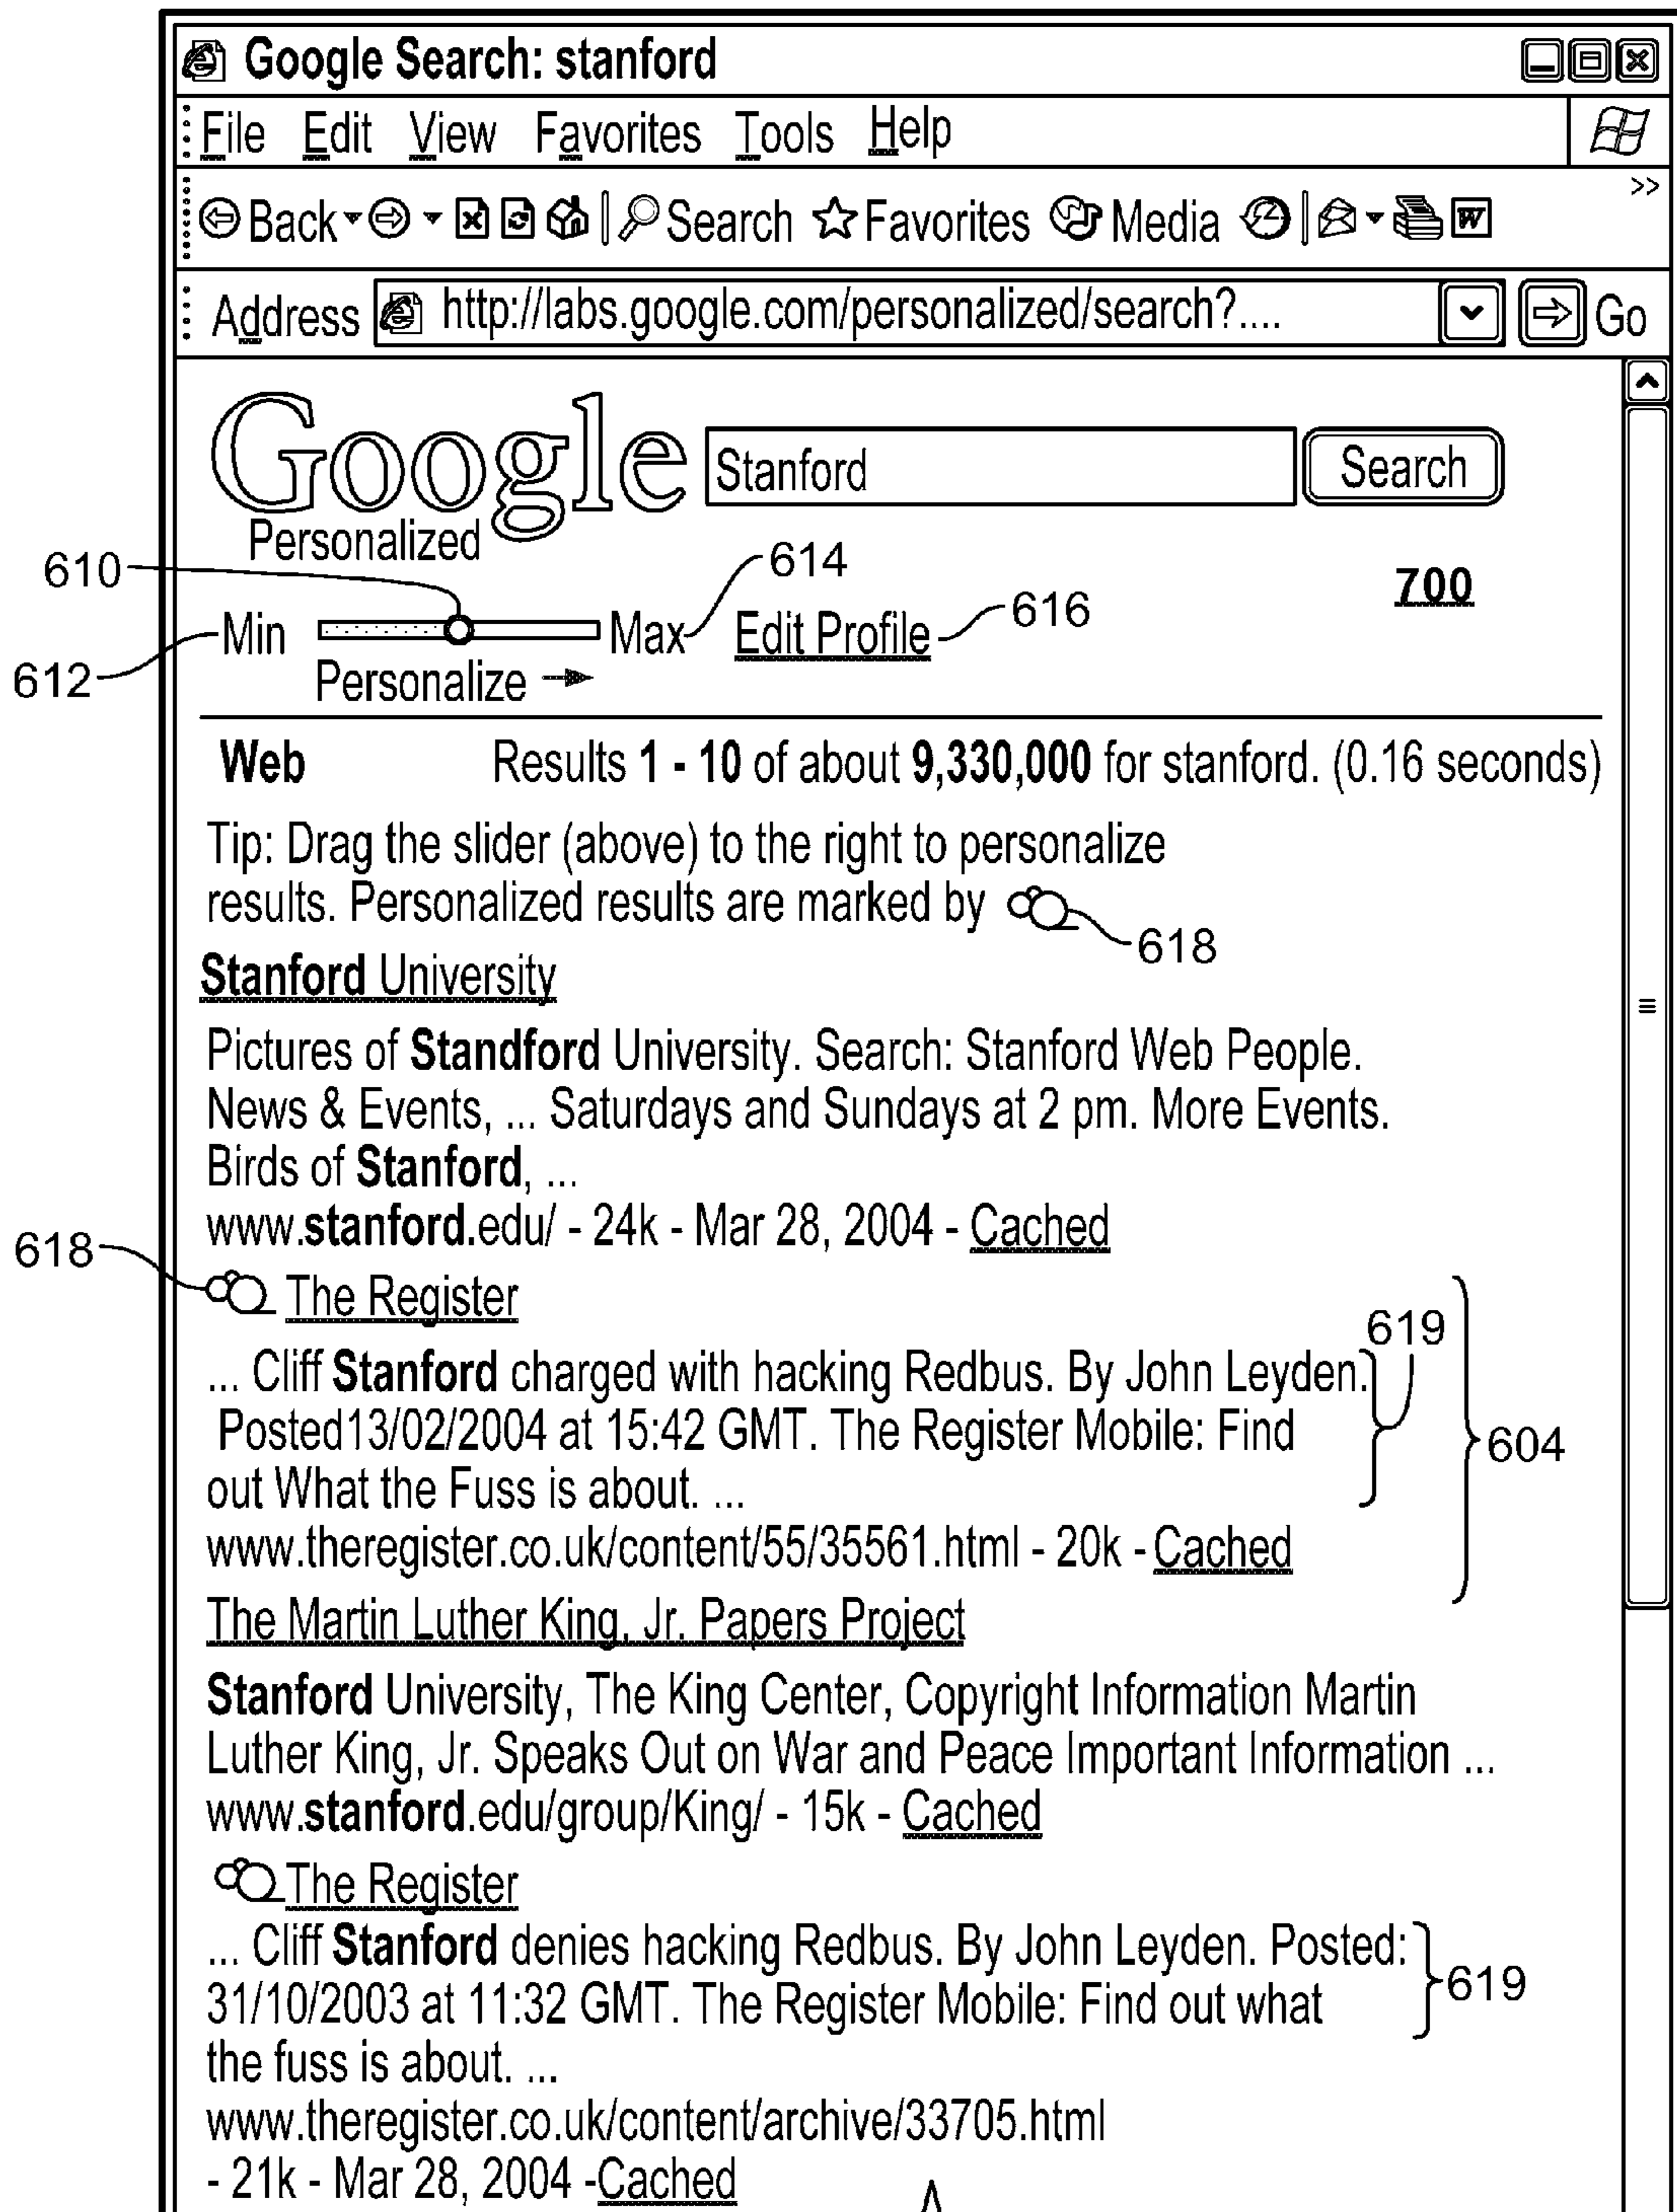 Google Search: stanford
File Edit View Favorites Tools Help
Back Search Favorites Media W >>
Address http://labs.google.com/personalized/search?.... Go
Google Stanford Search
Personalized
610 614 700
Min Max Edit Profile 616
612 Personalize
Web Results 1 - 10 of about 9,330,000 for stanford. (0.16 seconds)
Tip: Drag the slider (above) to the right to personalize
results. Personalized results are marked by
618
Stanford University
Pictures of Standford University. Search: Stanford Web People.
News & Events, ... Saturdays and Sundays at 2 pm. More Events.
Birds of Stanford, ...
www.stanford.edu/ - 24k - Mar 28, 2004 - Cached
618 The Register
619
... Cliff Stanford charged with hacking Redbus. By John Leyden.
Posted13/02/2004 at 15:42 GMT. The Register Mobile: Find
604
out What the Fuss is about. ...
www.theregister.co.uk/content/55/35561.html - 20k - Cached
The Martin Luther King, Jr. Papers Project
Stanford University, The King Center, Copyright Information Martin
Luther King, Jr. Speaks Out on War and Peace Important Information ...
www.stanford.edu/group/King/ - 15k - Cached
The Register
... Cliff Stanford denies hacking Redbus. By John Leyden. Posted:
31/10/2003 at 11:32 GMT. The Register Mobile: Find out what
619
the fuss is about. ...
www.theregister.co.uk/content/archive/33705.html
- 21k - Mar 28, 2004 -Cached